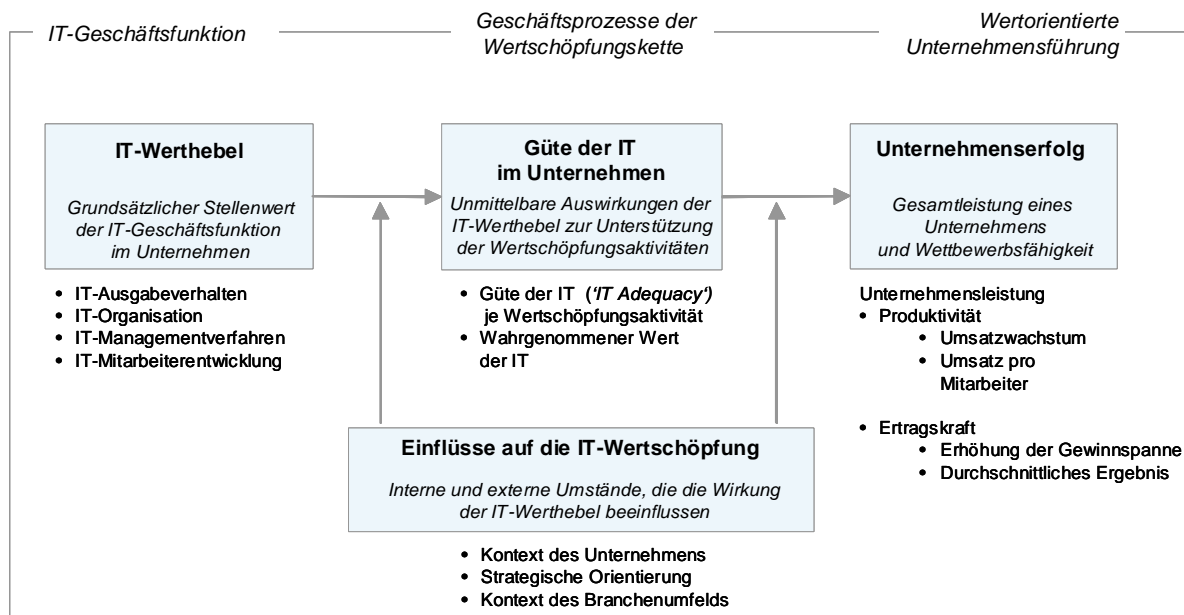 IT-Geschäftsfunktion
Geschäftsprozesse der
Wertschöpfungskette
Wertorientierte
Unternehmensführung
IT-Werthebel
Grundsätzlicher Stellenwert
der IT-Geschäftsfunktion
im Unternehmen
• IT-Ausgabeverhalten
• IT-Organisation
• IT-Managementverfahren
• IT-Mitarbeiterentwicklung
Güte der IT
im Unternehmen
Unmittelbare Auswirkungen der
IT-Werthebel zur Unterstützung
der Wertschöpfungsaktivitäten
• Güte der IT (‘IT Adequacy‘)
je Wertschöpfungsaktivität
• Wahrgenommener Wert
der IT
Unternehmenserfolg
Gesamtleistung eines
Unternehmens
und Wettbewerbsfähigkeit
Unternehmensleistung
• Produktivität
• Umsatzwachstum
• Umsatz pro
Mitarbeiter
• Ertragskraft
• Erhöhung der Gewinnspanne
• Durchschnittliches Ergebnis
Einflüsse auf die IT-Wertschöpfung
Interne und externe Umstände, die die Wirkung
der IT-Werthebel beeinflussen
• Kontext des Unternehmens
• Strategische Orientierung
• Kontext des Branchenumfelds